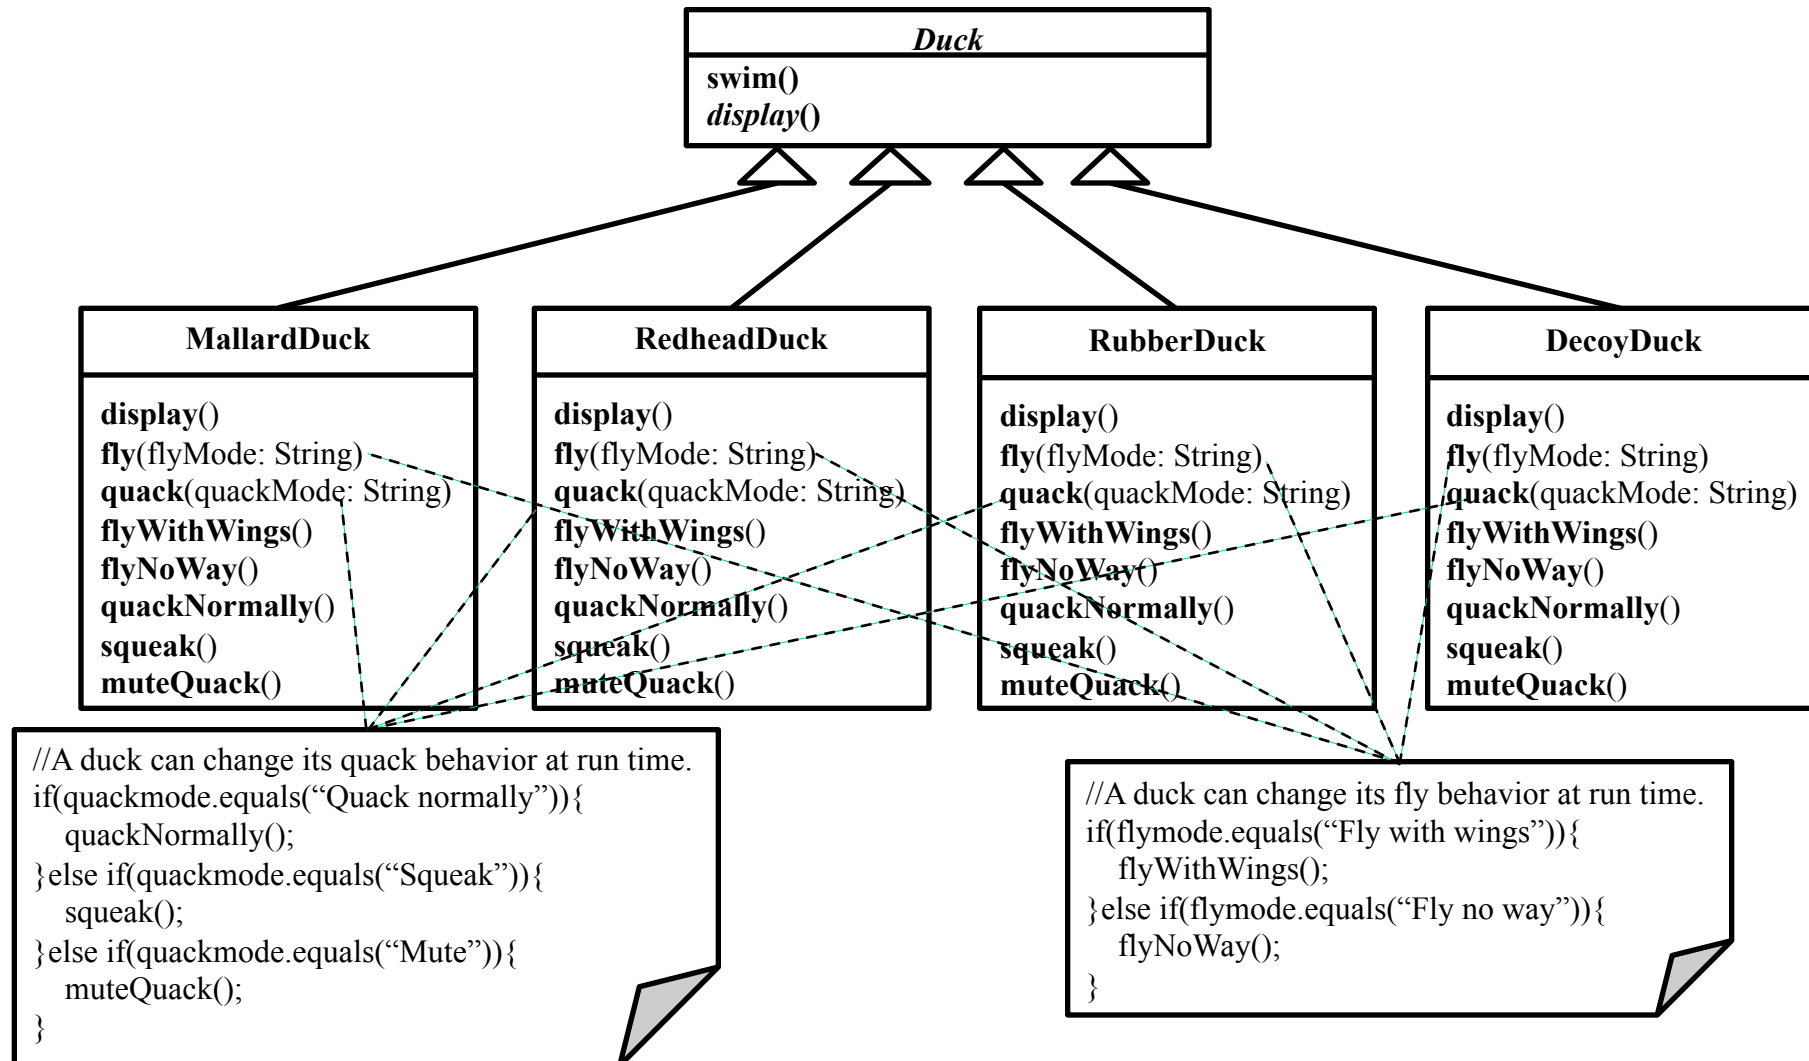 Duck
swim()
display()
MallardDuck
display()
fly(flyMode: String)
quack(quackMode: String)
flyWithWings()
flyNoWay()
quackNormally()
squeak()
muteQuack()
RedheadDuck
display()
fly(flyMode: String)
quack(quackMode: String)
flyWithWings()
flyNoWay()
quackNormally()
squeak()
muteQuack()
RubberDuck
display()
fly(flyMode: String)
quack(quackMode: String)
flyWithWings()
flyNoWay()
quackNormally()
squeak()
muteQuack()
DecoyDuck
display()
fly(flyMode: String)
quack(quackMode: String)
flyWithWings()
flyNoWay()
quackNormally()
squeak()
muteQuack()
//A duck can change its quack behavior at run time.
if(quackmode.equals(“Quack normally”)){
quackNormally();
}else if(quackmode.equals(“Squeak”)){
squeak();
}else if(quackmode.equals(“Mute”)){
muteQuack();
}
//A duck can change its fly behavior at run time.
if(flymode.equals(“Fly with wings”)){
flyWithWings();
}else if(flymode.equals(“Fly no way”)){
flyNoWay();
}